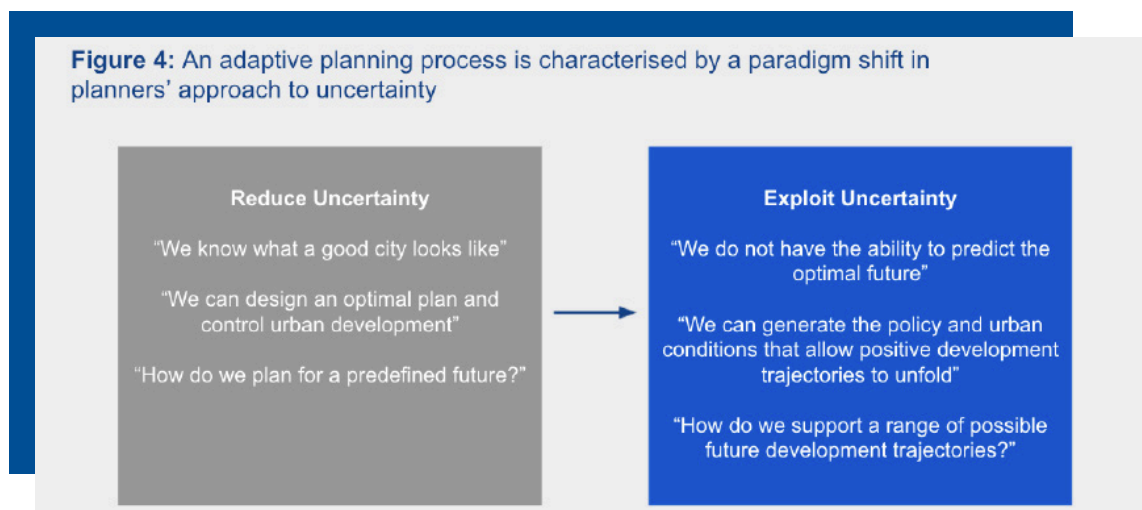 Figure 4: An adaptive planning process is characterised by a paradigm shift in
planners’ approach to uncertainty
Reduce Uncertainty
“We know what a good city looks like”
“We can design an optimal plan and
control urban development”
“How do we plan for a predefined future?”
Exploit Uncertainty
“We do not have the ability to predict the
optimal future”
“We can generate the policy and urban
conditions that allow positive development
trajectories to unfold”
“How do we support a range of possible
future development trajectories?”